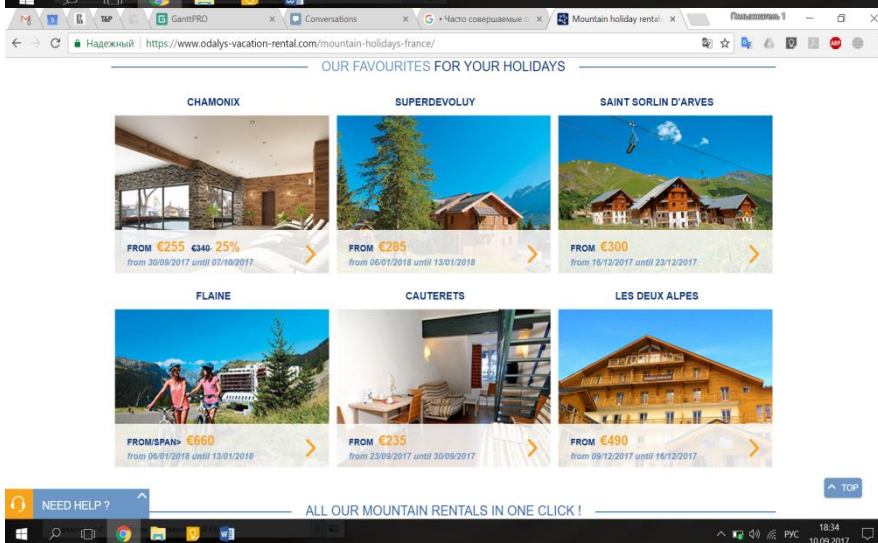 GanttPRO
Conversations
Часто совершаемые о
Mountain holiday rental
Пользователь 1
Надежный https://www.odalys-vacation-rental.com/mountain-holidays-france/
OUR FAVOURITES FOR YOUR HOLIDAYS
CHAMONIX
FROM €255 €340 25%
from 30/09/2017 until 07/10/2017
SUPERDEVOLUY
FROM €285
from 06/01/2018 until 13/01/2018
SAINT SORLIN D'ARVES
FROM €300
from 16/12/2017 until 23/12/2017
FLAINE
FROM/SPAN> €660
from 06/01/2018 until 13/01/2018
CAUTERETS
FROM €235
from 23/09/2017 until 30/09/2017
LES DEUX ALPES
FROM €490
from 09/12/2017 until 16/12/2017
TOP
NEED HELP ?
ALL OUR MOUNTAIN RENTALS IN ONE CLICK !
РУС
18:34
10.09.2017